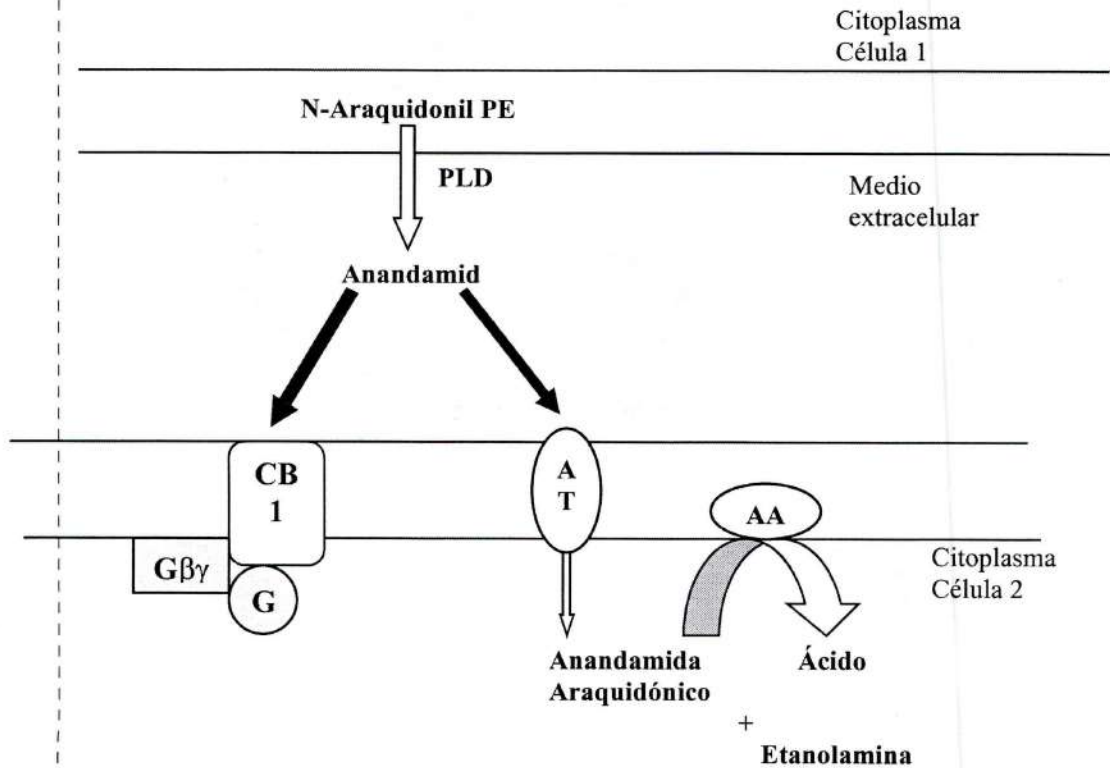 Citoplasma
Célula 1
N-Araquidonil PE
PLD
Medio
extracelular
Anandamid
CB
1
A
T
AA
Gβγ
G
Citoplasma
Célula 2
Anandamida
Araquidónico
Ácido
+
Etanolamina